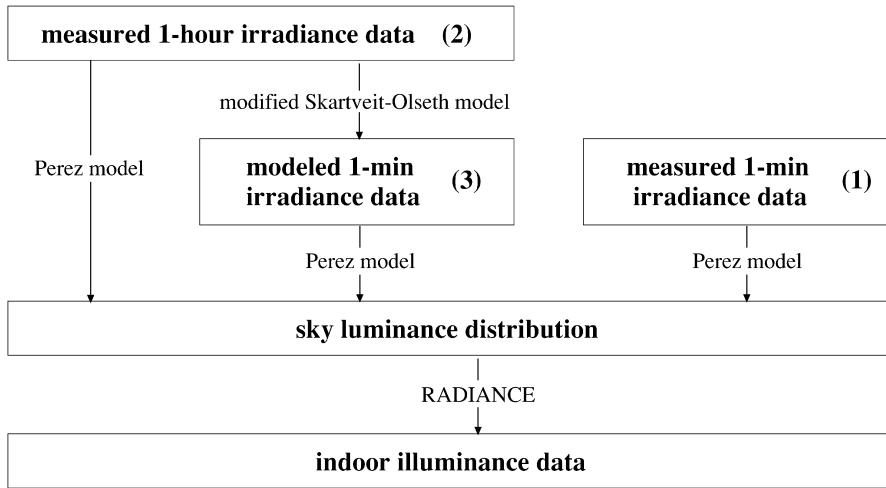 measured 1-hour irradiance data (2)
modified Skartveit-Olseth model
Perez model
modeled 1-min
irradiance data (3)
measured 1-min
irradiance data (1)
Perez model
Perez model
sky luminance distribution
RADIANCE
indoor illuminance data